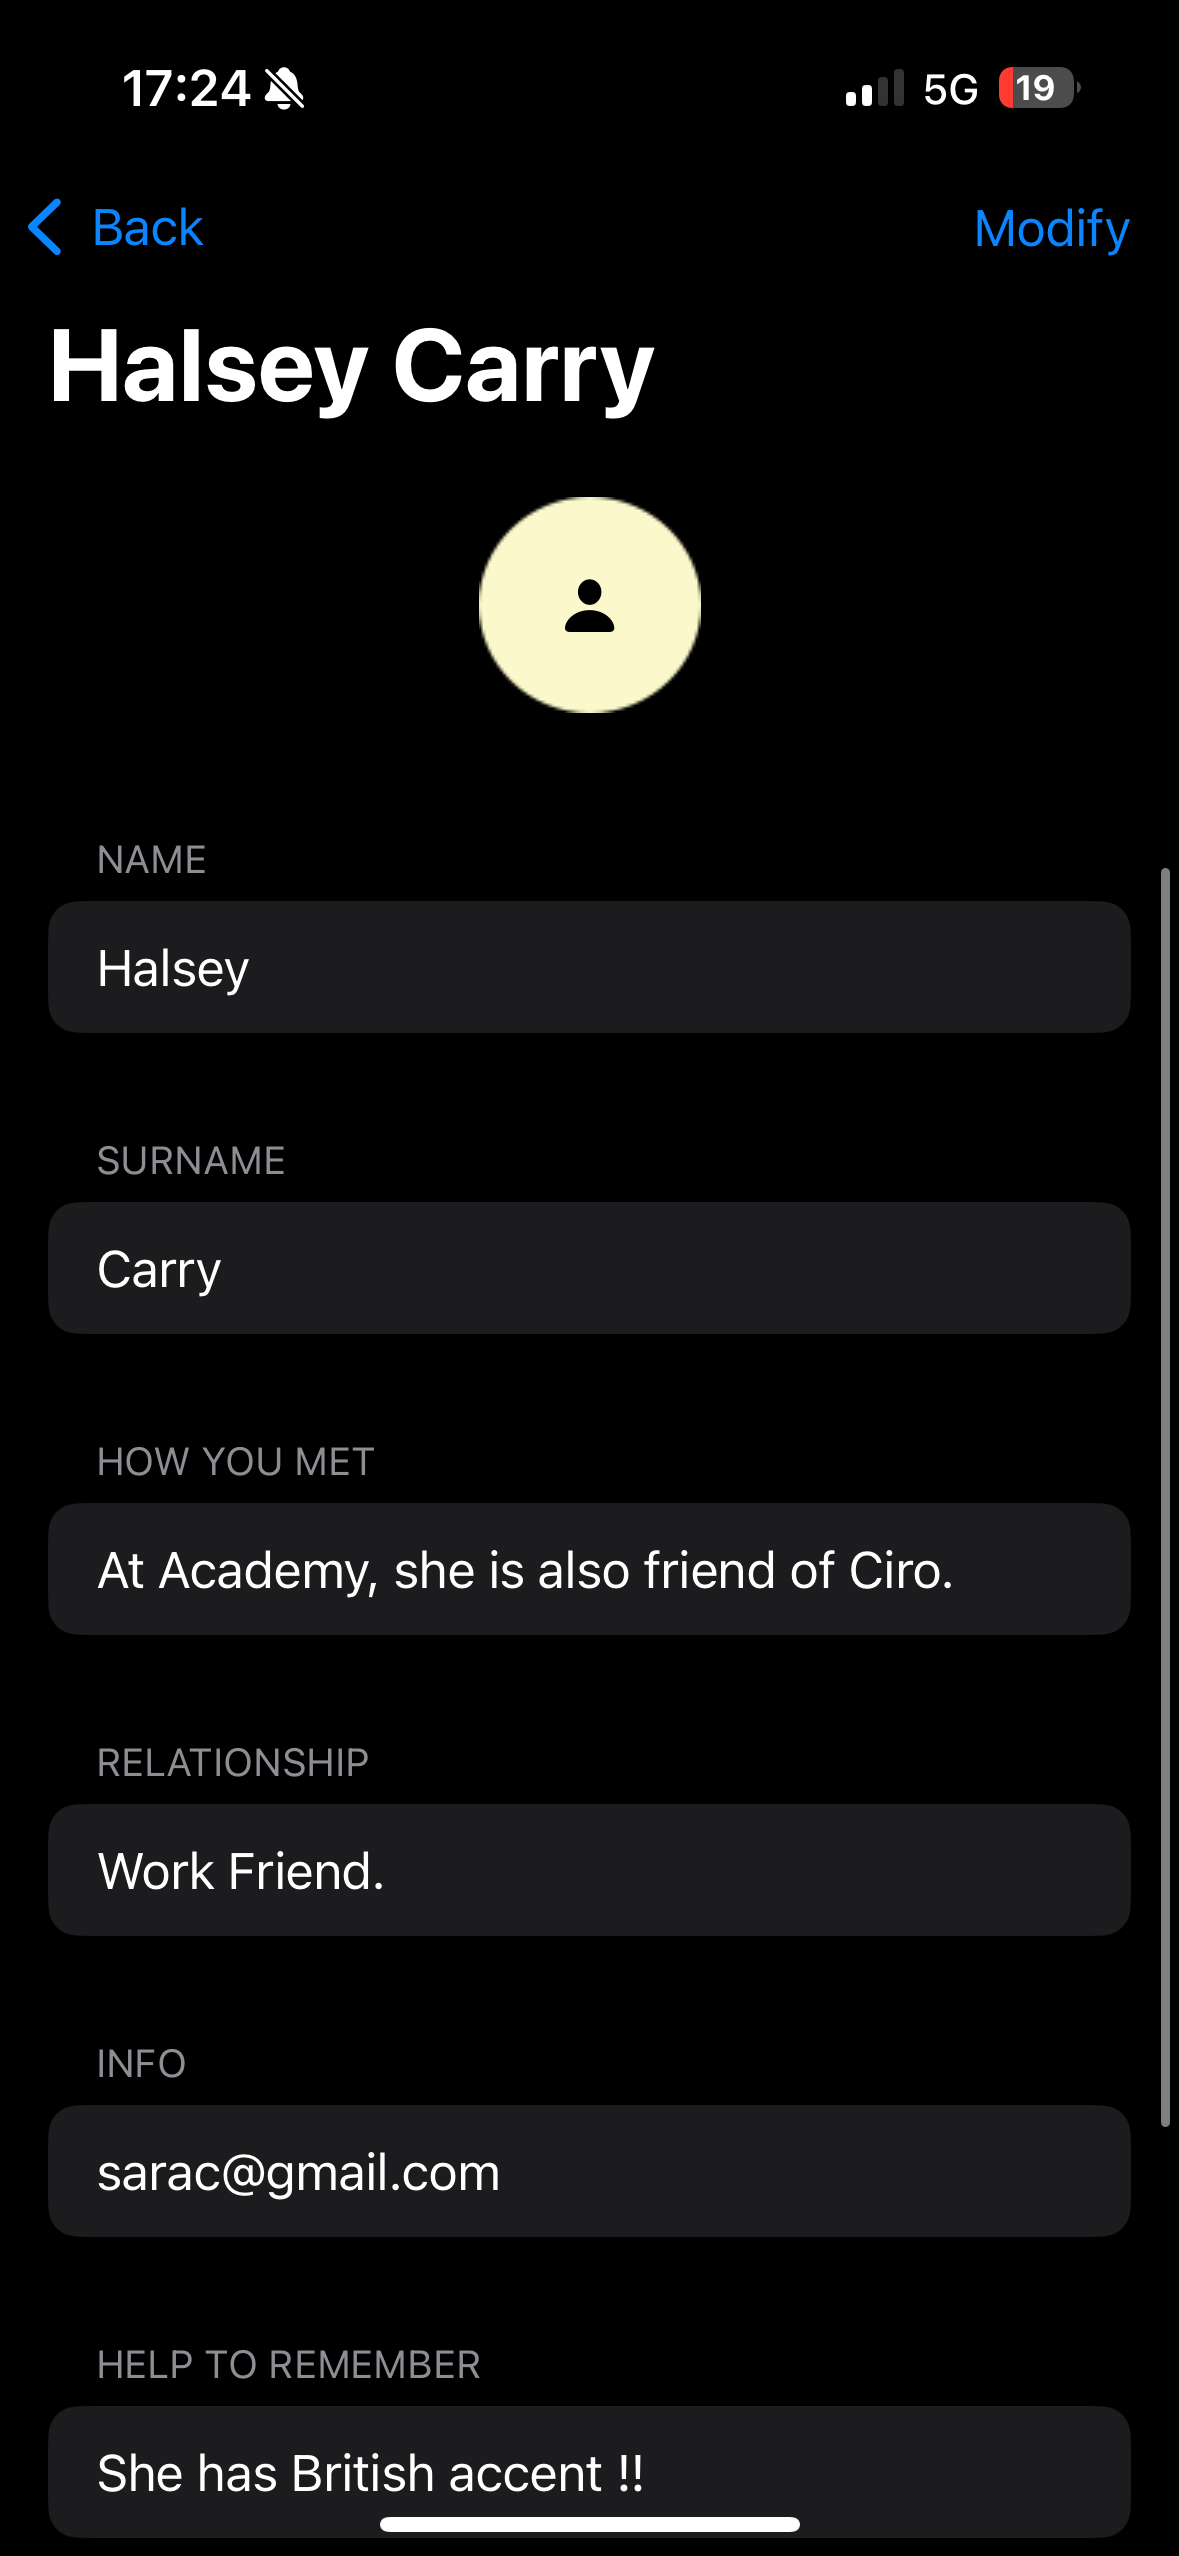 17:24
5G
19
Back
Modify
Halsey Carry
NAME
Halsey
SURNAME
Carry
HOW YOU MET
At Academy, she is also friend of Ciro.
RELATIONSHIP
Work Friend.
INFO
sarac@gmail.com
HELP TO REMEMBER
She has British accent !!